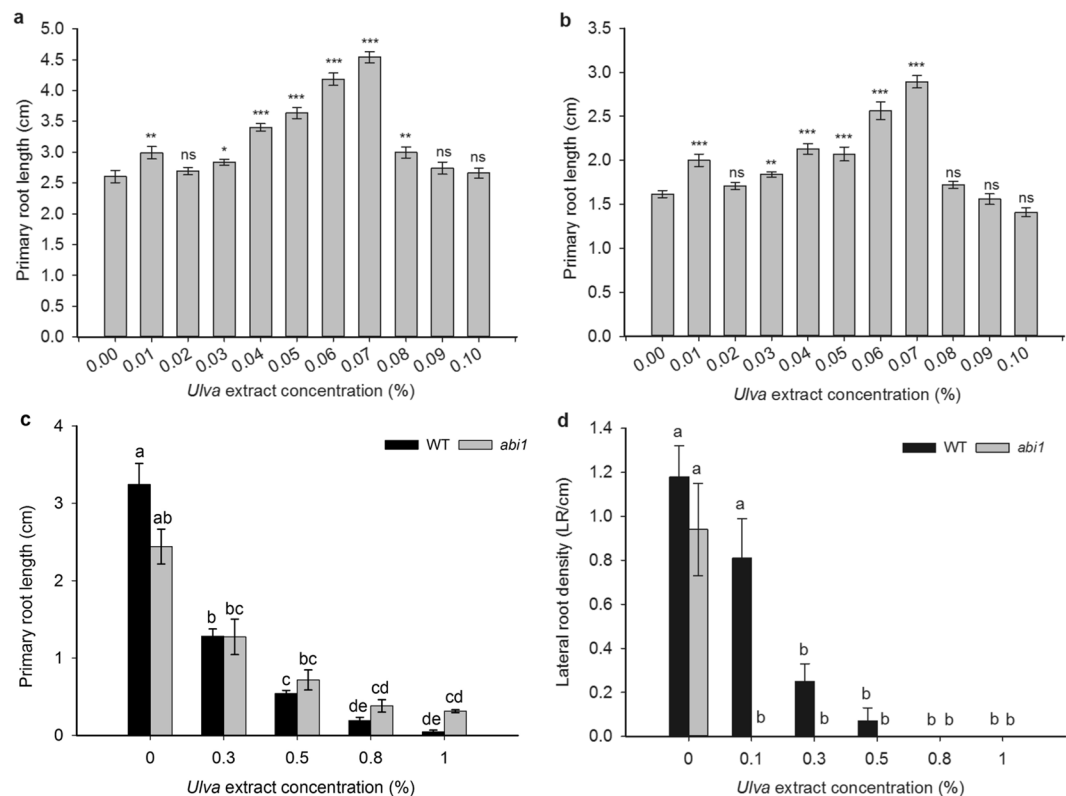 a
Primary root length (cm)
5.0
4.5
4.0
3.5
3.0
2.5
2.0
1.5
1.0
0.5
0.0
** ns * *** *** *** *** ** ns ns
0.00 0.01 0.02 0.03 0.04 0.05 0.06 0.07 0.08 0.09 0.10
Ulva extract concentration (%)
b
Primary root length (cm)
3.5
3.0
2.5
2.0
1.5
1.0
0.5
0.0
*** ns ** *** *** *** *** ns ns ns
0.00 0.01 0.02 0.03 0.04 0.05 0.06 0.07 0.08 0.09 0.10
Ulva extract concentration (%)
c
WT abi1
Primary root length (cm)
4
3
2
1
0
a ab b bc c bc de cd de cd
0 0.3 0.5 0.8 1
Ulva extract concentration (%)
d
WT abi1
Lateral root density (LR/cm)
1.4
1.2
1.0
0.8
0.6
0.4
0.2
0.0
a a a b b b b b b b b b
0 0.1 0.3 0.5 0.8 1
Ulva extract concentration (%)